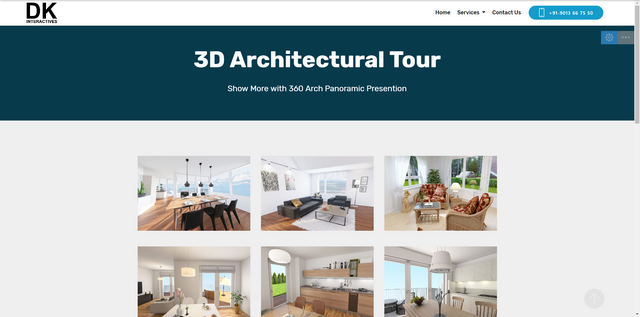 DK
INTERACTIVES
Home Services Contact Us +91-9013 66 75 50
3D Architectural Tour
Show More with 360 Arch Panoramic Presention